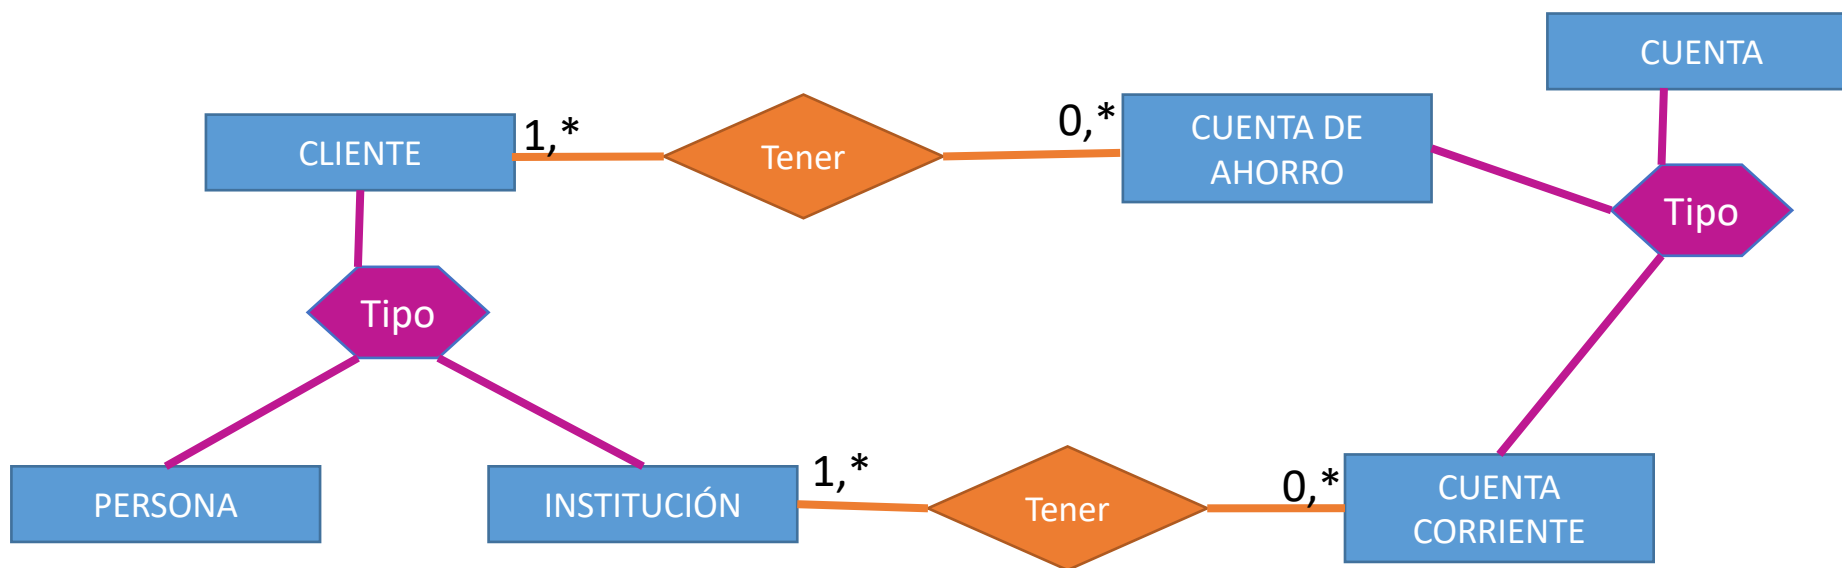 CUENTA
CLIENTE
1,*
Tener
0,*
CUENTA DE
AHORRO
Tipo
Tipo
PERSONA
INSTITUCIÓN
1,*
Tener
0,*
CUENTA
CORRIENTE